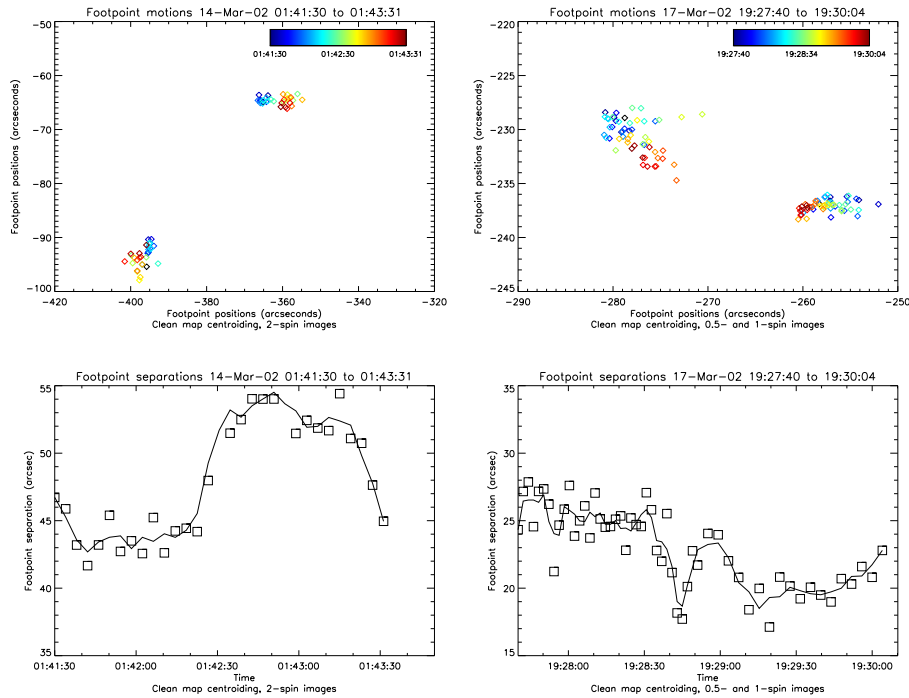 Footpoint motions 14-Mar-02 01:41:30 to 01:43:31
Footpoint positions (arcseconds)
-50
-60
-70
-80
-90
-100
01:41:30 01:42:30 01:43:31
-420 -400 -380 -360 -340 -320
Footpoint positions (arcseconds)
Clean map centroiding, 2-spin images
Footpoint motions 17-Mar-02 19:27:40 to 19:30:04
Footpoint positions (arcseconds)
-220
-225
-230
-235
-240
-245
19:27:40 19:28:34 19:30:04
-290 -280 -270 -260 -250
Footpoint positions (arcseconds)
Clean map centroiding, 0.5- and 1-spin images
Footpoint separations 14-Mar-02 01:41:30 to 01:43:31
Footpoint separation (arcsec)
55
50
45
40
35
01:41:30 01:42:00 01:42:30 01:43:00 01:43:30
Time
Clean map centroiding, 2-spin images
Footpoint separations 17-Mar-02 19:27:40 to 19:30:04
Footpoint separation (arcsec)
35
30
25
20
15
19:28:00 19:28:30 19:29:00 19:29:30 19:30:00
Time
Clean map centroiding, 0.5- and 1-spin images